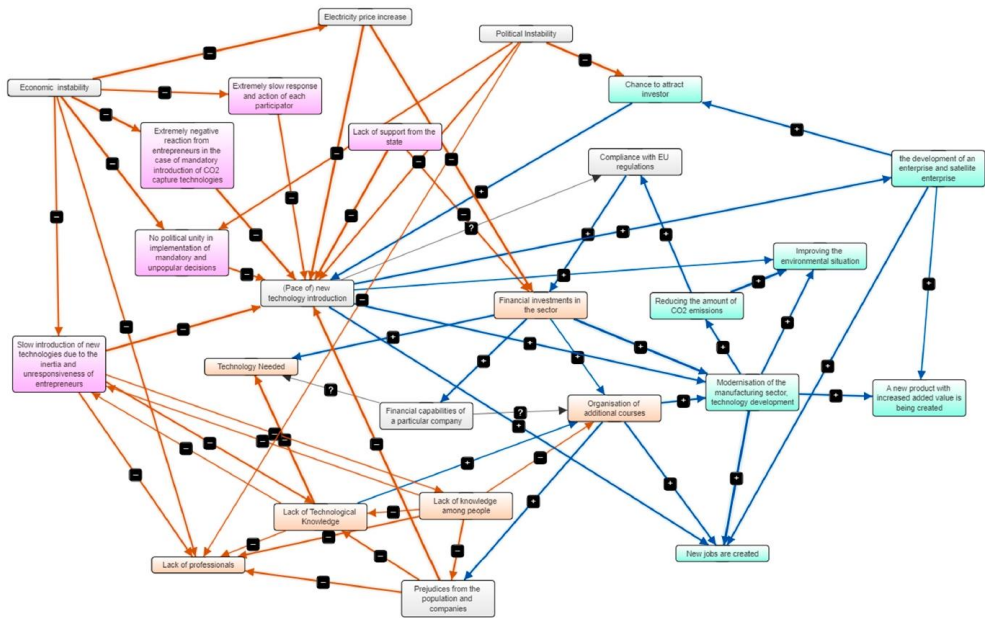 Electricity price increase
Political Instability
Economic instability
Extremely slow response
and action of each
participator
Chance to attract
investor
Extremely negative
reaction from
entrepreneurs in the
case of mandatory
introduction of CO2
capture technologies
Lack of support from the
state
Compliance with EU
regulations
the development of an
enterprise and satellite
enterprise
No political unity in
implementation of
mandatory and
unpopular decisions
Improving the
environmental situation
(Pace of) new
technology introduction
Financial investments in
the sector
Reducing the amount of
CO2 emissions
Slow introduction of new
technologies due to the
inertia and
unresponsiveness of
entrepreneurs
Technology Needed
Financial capabilities of
a particular company
Organisation of
additional courses
Modernisation of the
manufacturing sector,
technology development
A new product with
increased added value is
being created
Lack of Technological
Knowledge
Lack of knowledge
among people
Lack of professionals
New jobs are created
Prejudices from the
population and
companies